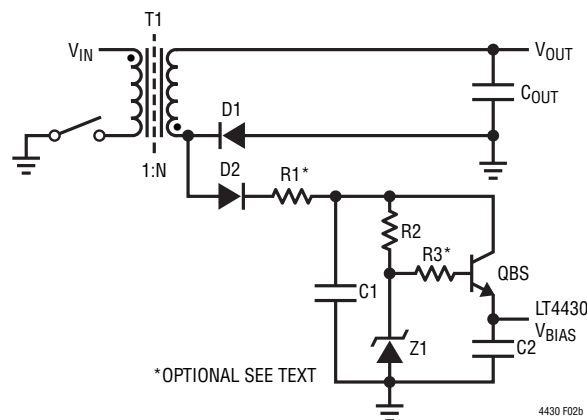 T1
V_IN
V_OUT
C_OUT
D1
1:N
D2
R1*
R2
R3*
QBS
C1
LT4430
V_BIAS
Z1
C2
*OPTIONAL SEE TEXT
4430 F02b